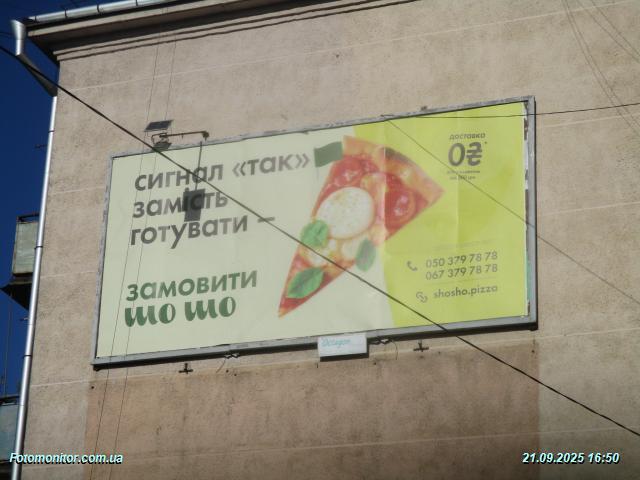 сигнал «так»
замість
готувати –
замовити
шо шо
доставка
0₴
050 379 78 78
067 379 78 78
shosho.pizza
Fotomonitor.com.ua
21.09.2025 16:50